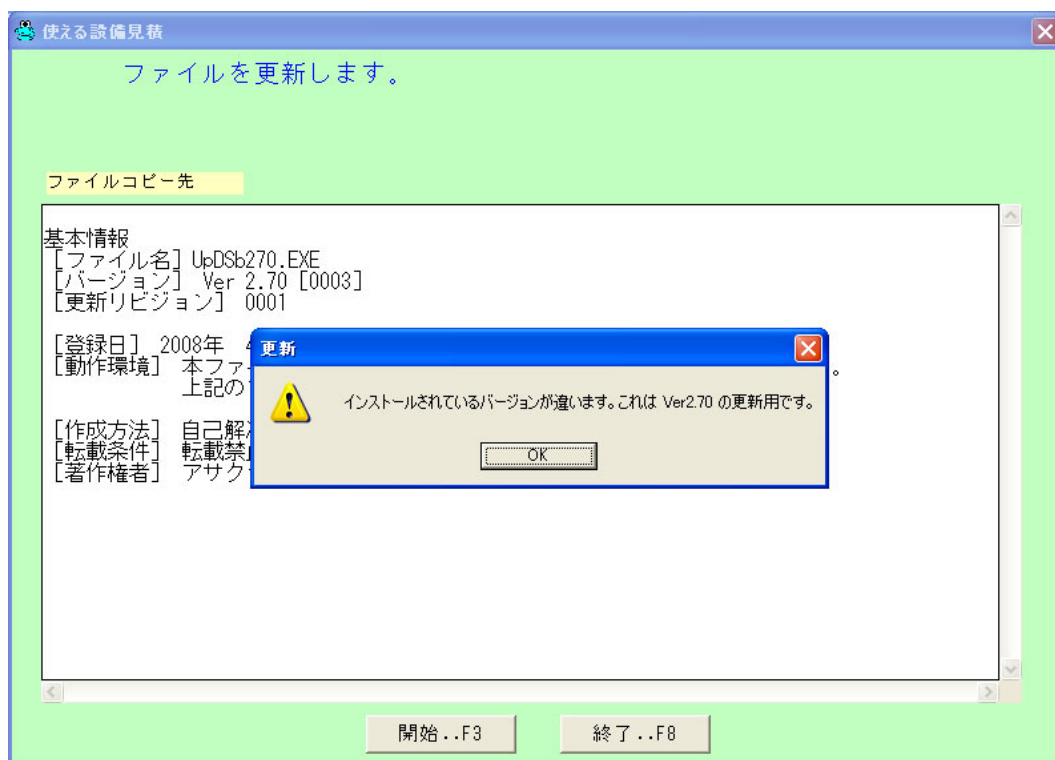 使える設備見積
ファイルを更新します。
ファイルコピー先
基本情報
[ファイル名] UpDSb270.EXE
[バージョン] Ver 2.70 [0003]
[更新リビジョン] 0001
[登録日] 2008年
[動作環境] 本ファ 。
上記の
[作成方法] 自己解
[転載条件] 転載禁
[著作権者] アサク
更新
インストールされているバージョンが違います。これは Ver2.70 の更新用です。
OK
開始..F3
終了..F8